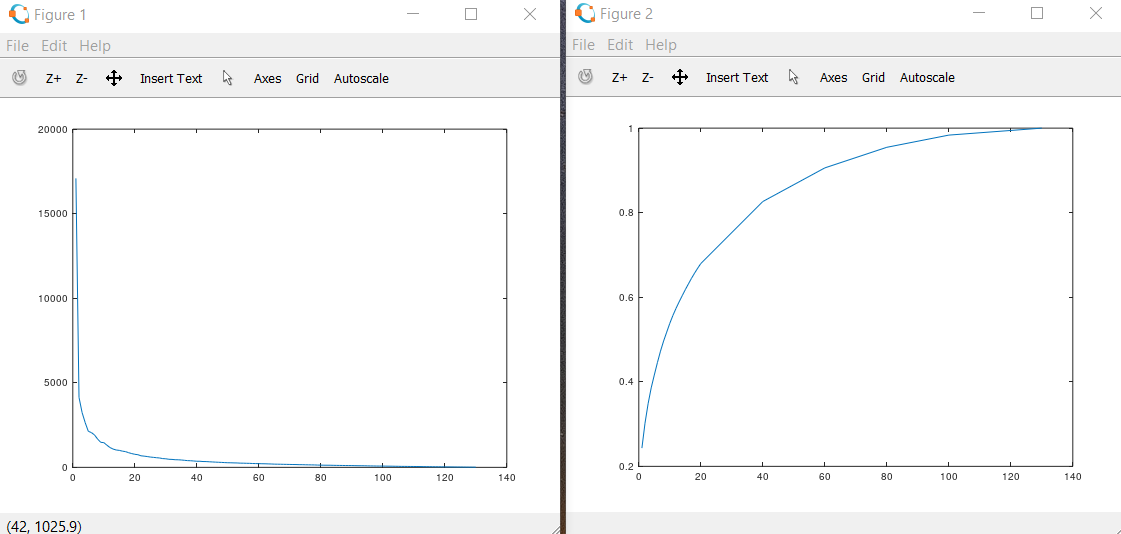 Figure 1
File Edit Help
Z+ Z- Insert Text Axes Grid Autoscale
20000
15000
10000
5000
0
0 20 40 60 80 100 120 140
(42, 1025.9)
Figure 2
File Edit Help
Z+ Z- Insert Text Axes Grid Autoscale
1
0.8
0.6
0.4
0.2
0 20 40 60 80 100 120 140